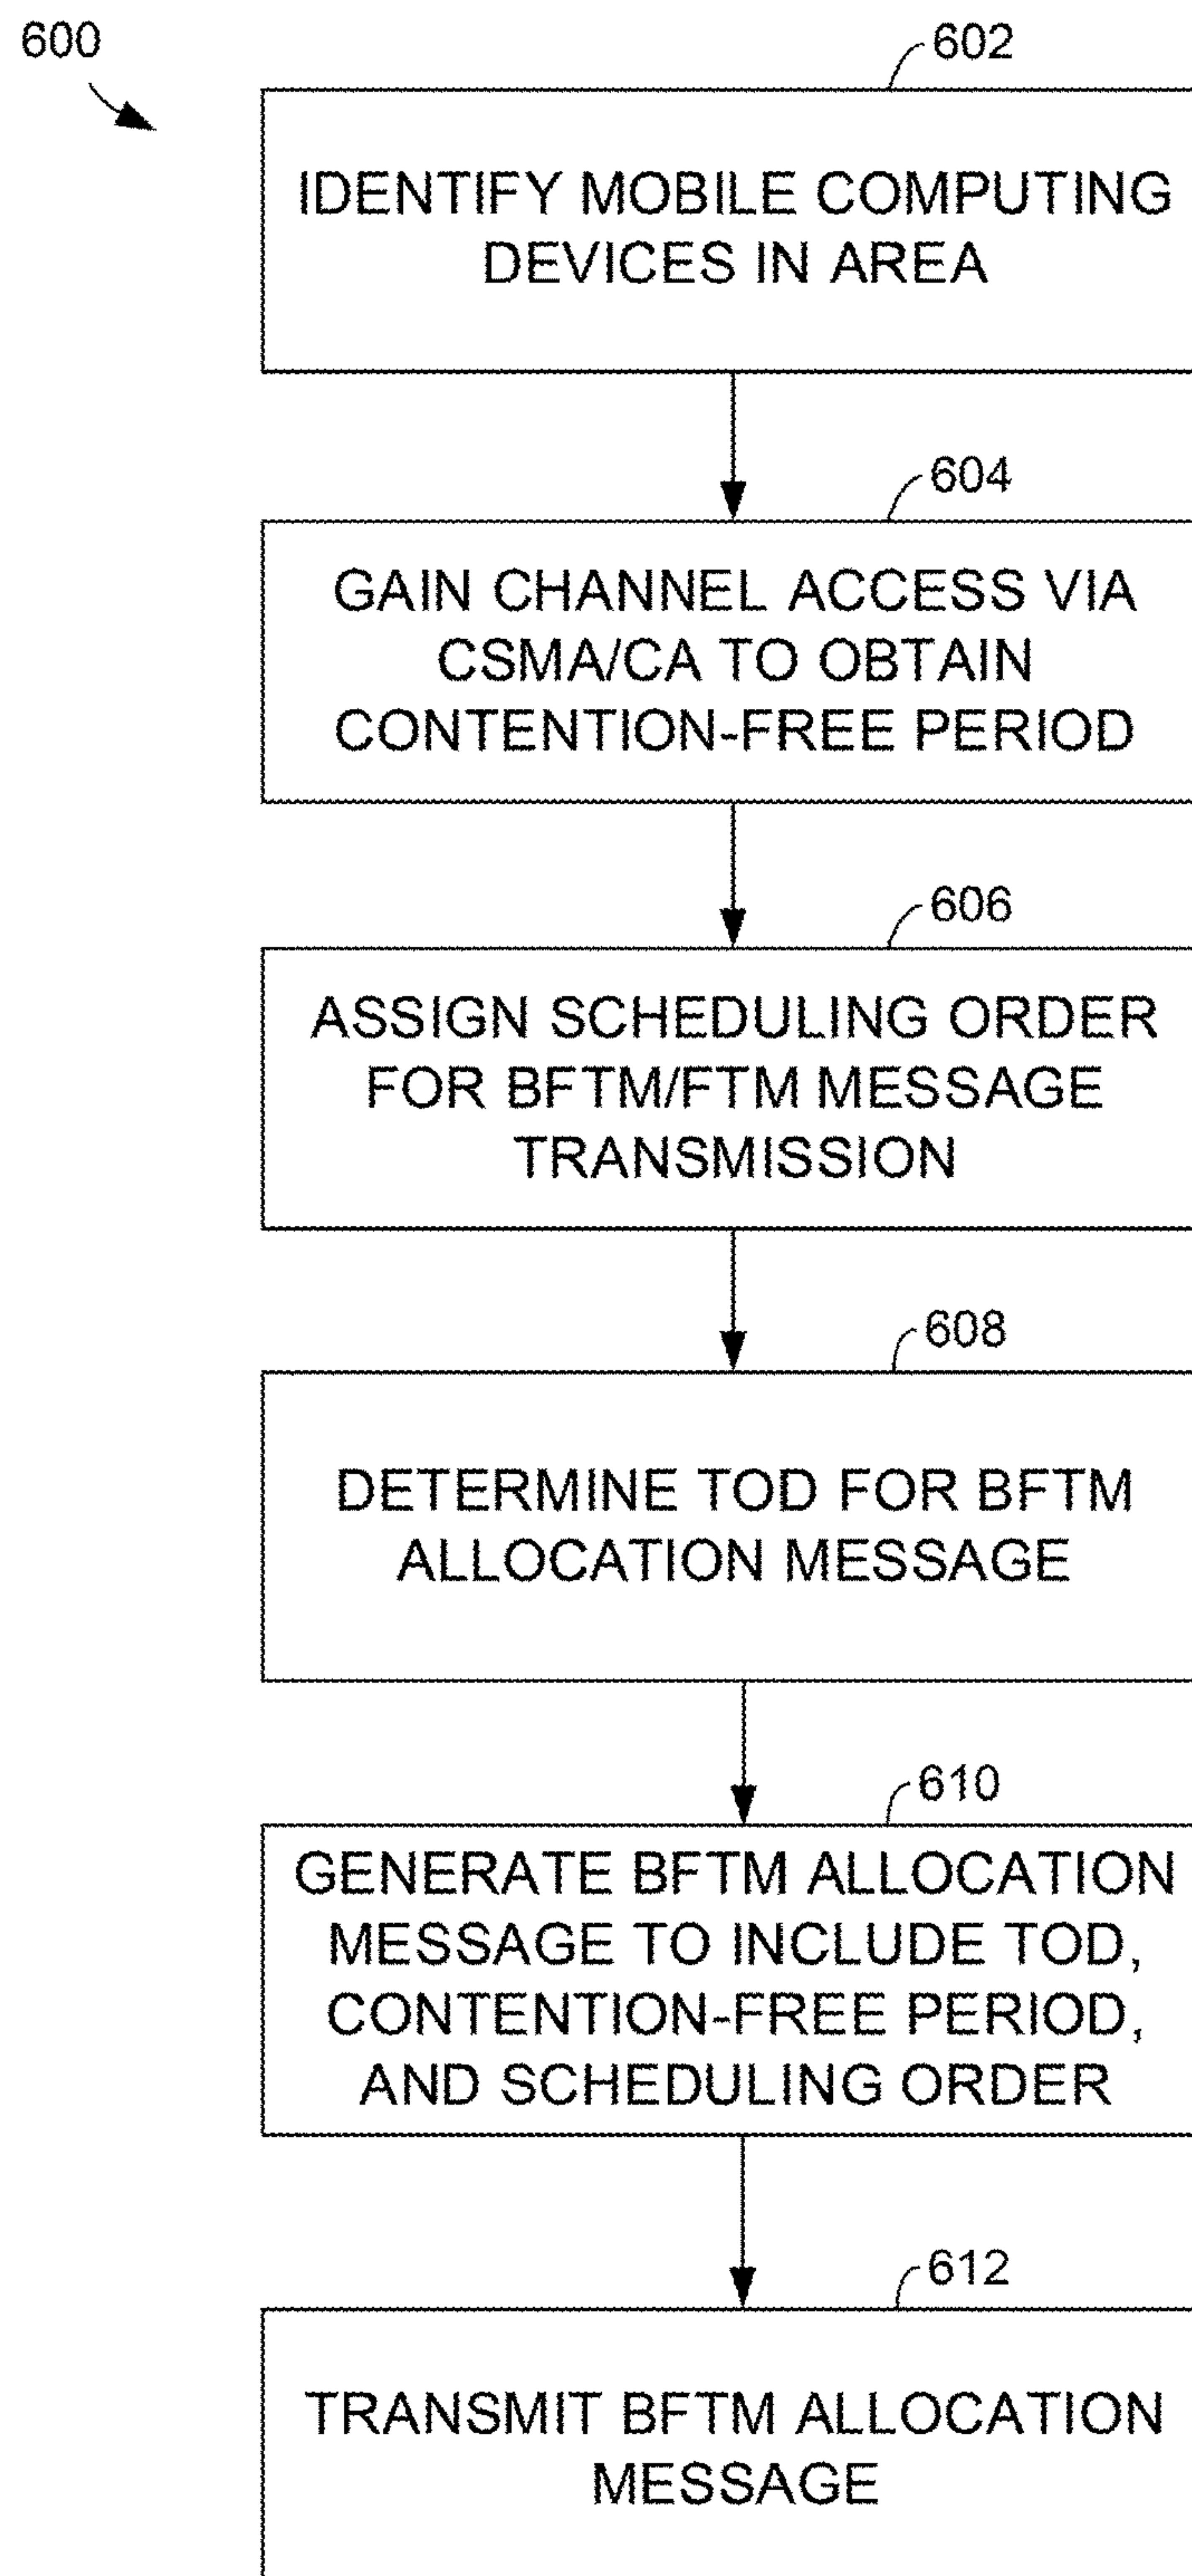 600
602
IDENTIFY MOBILE COMPUTING
DEVICES IN AREA
604
GAIN CHANNEL ACCESS VIA
CSMA/CA TO OBTAIN
CONTENTION-FREE PERIOD
606
ASSIGN SCHEDULING ORDER
FOR BFTM/FTM MESSAGE
TRANSMISSION
608
DETERMINE TOD FOR BFTM
ALLOCATION MESSAGE
610
GENERATE BFTM ALLOCATION
MESSAGE TO INCLUDE TOD,
CONTENTION-FREE PERIOD,
AND SCHEDULING ORDER
612
TRANSMIT BFTM ALLOCATION
MESSAGE